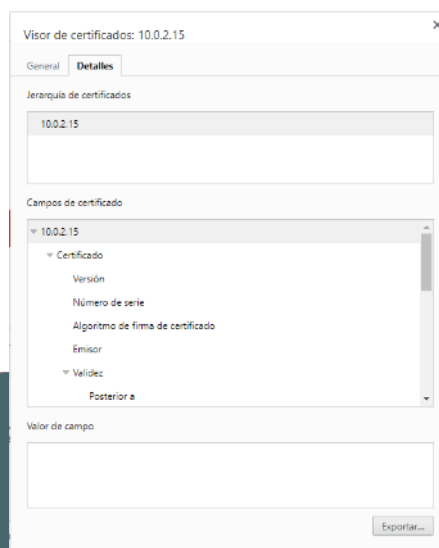 Visor de certificados: 10.0.2.15
General Detalles
Jerarquía de certificados
10.0.2.15
Campos de certificado
10.0.2.15
Certificado
Versión
Número de serie
Algoritmo de firma de certificado
Emisor
Validez
Posterior a
Valor de campo
Exportar...